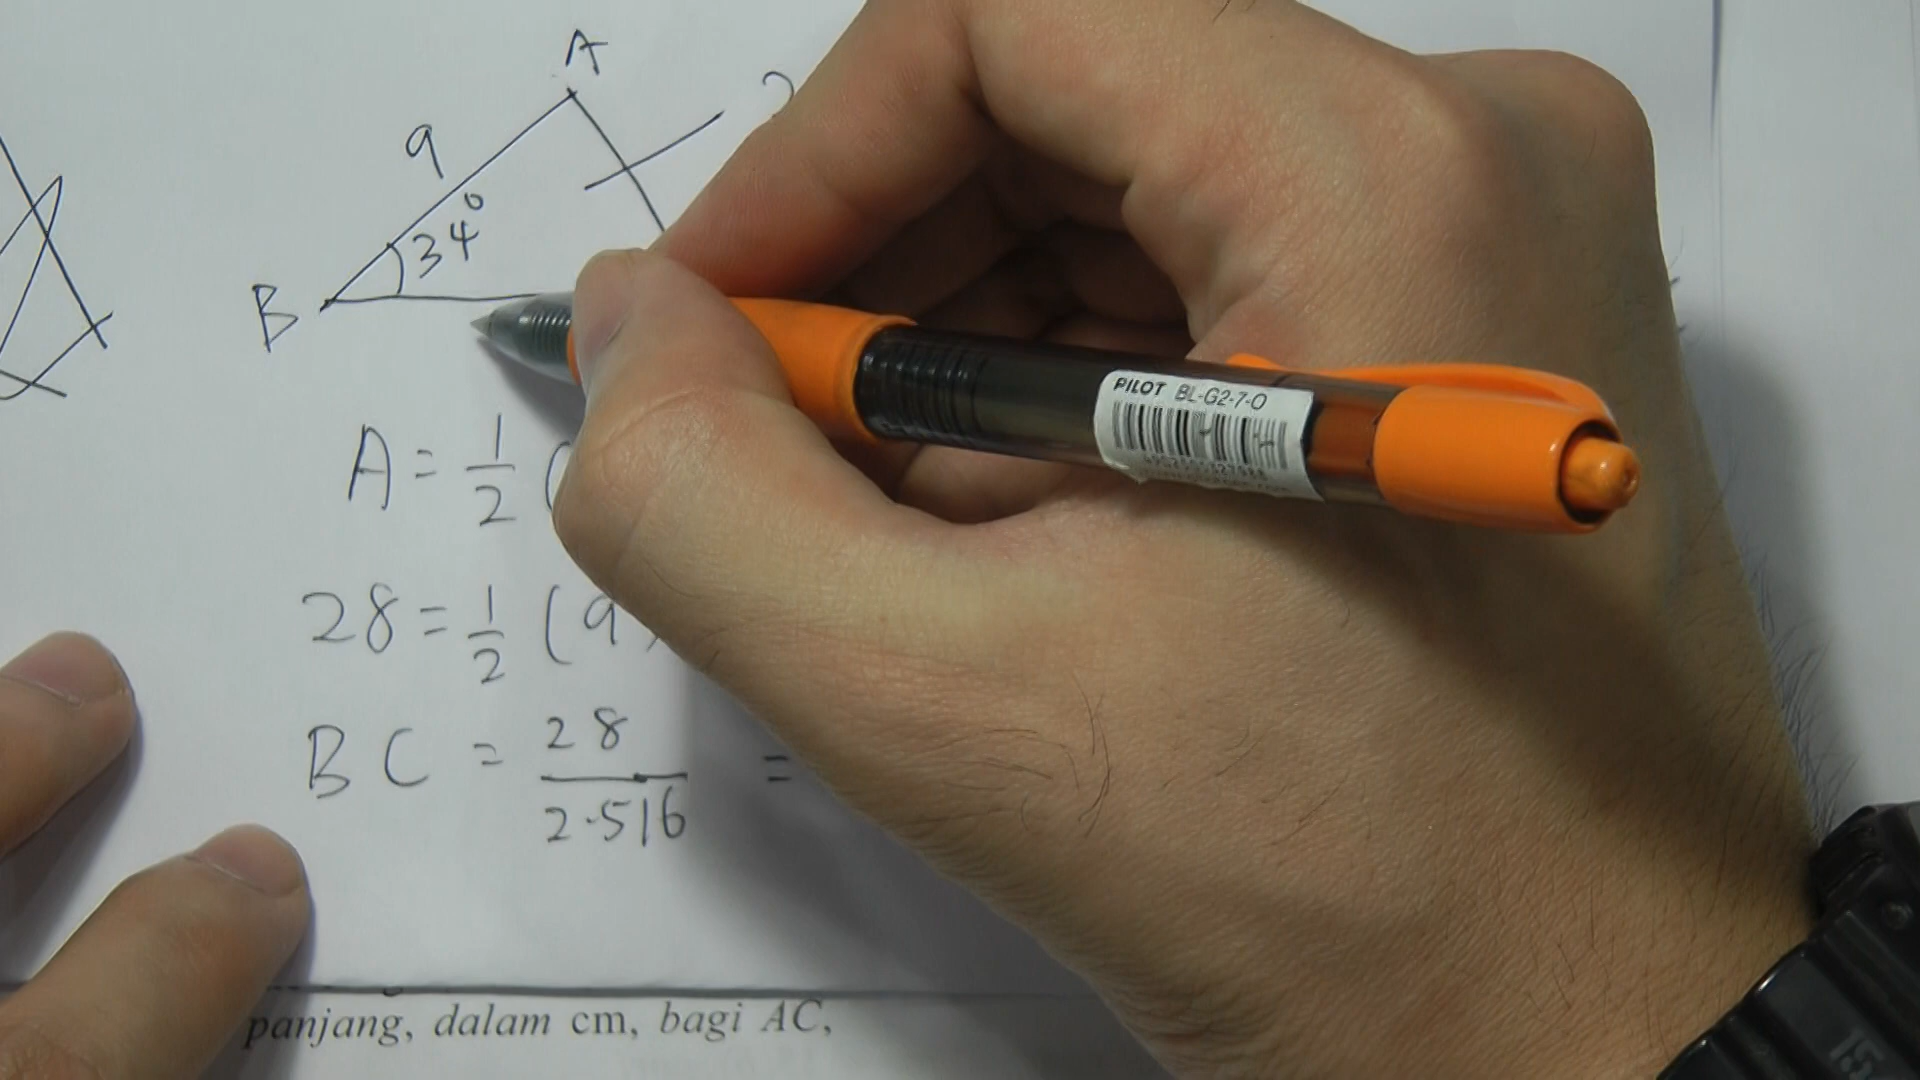 A
?
9
34°
B
PILOT BL-G2-7-O
A = 1/2 (
28 = 1/2 (9)
BC = 28/2.516 =
panjang, dalam cm, bagi AC,